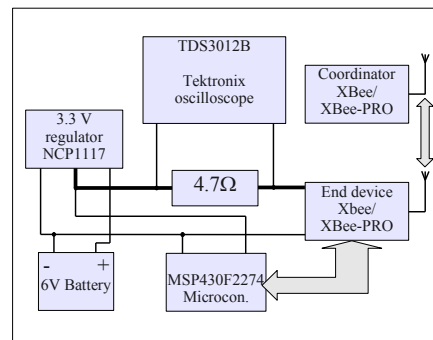 TDS3012B
Tektronix
oscilloscope
Coordinator
XBee/
XBee-PRO
3.3 V
regulator
NCP1117
4.7Ω
End device
Xbee/
XBee-PRO
- +
6V Battery
MSP430F2274
Microcon.